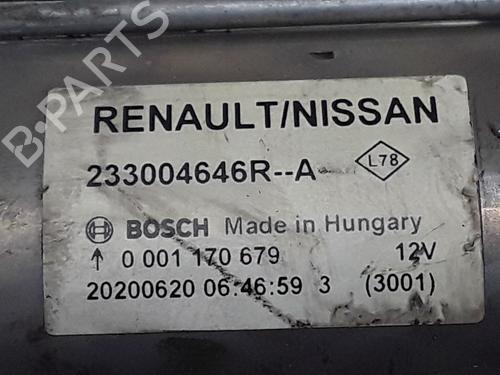 B-PARTS
RENAULT/NISSAN
233004646R--A
L78
BOSCH Made in Hungary
↑ 0 001 170 679 12V
20200620 06:46:59 3 (3001)